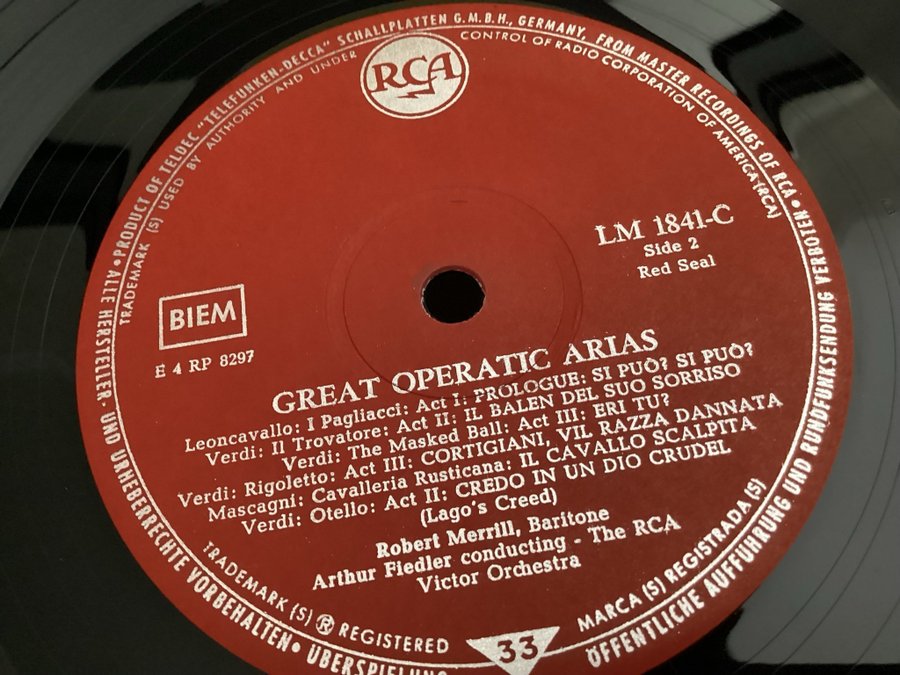 • PRODUCT OF TELDEC "TELEFUNKEN-DECCA" SCHALLPLATTEN G.M.B.H., GERMANY, FROM MASTER RECORDINGS OF RCA •
TRADEMARK (S) USED BY AUTHORITY AND UNDER CONTROL OF RADIO CORPORATION OF AMERICA (RCA)
RCA
LM 1841-C
Side 2
Red Seal
BIEM
E 4 RP 8297
GREAT OPERATIC ARIAS
Leoncavallo: I Pagliacci: Act I: PROLOGUE: SI PUÒ? SI PUÒ?
Verdi: Il Trovatore: Act II: IL BALEN DEL SUO SORRISO
Verdi: The Masked Ball: Act III: ERI TU?
Verdi: Rigoletto: Act III: CORTIGIANI, VIL RAZZA DANNATA
Mascagni: Cavalleria Rusticana: IL CAVALLO SCALPITA
Verdi: Otello: Act II: CREDO IN UN DIO CRUDEL
(Lago's Creed)
Robert Merrill, Baritone
Arthur Fiedler conducting - The RCA
Victor Orchestra
TRADEMARK (S) ® REGISTERED
33
MARCA (S) REGISTRADA (S)
• ALLE HERSTELLER- UND URHEBERRECHTE VORBEHALTEN • ÜBERSPIELUNG
ÖFFENTLICHE AUFFÜHRUNG UND RUNDFUNKSENDUNG VERBOTEN